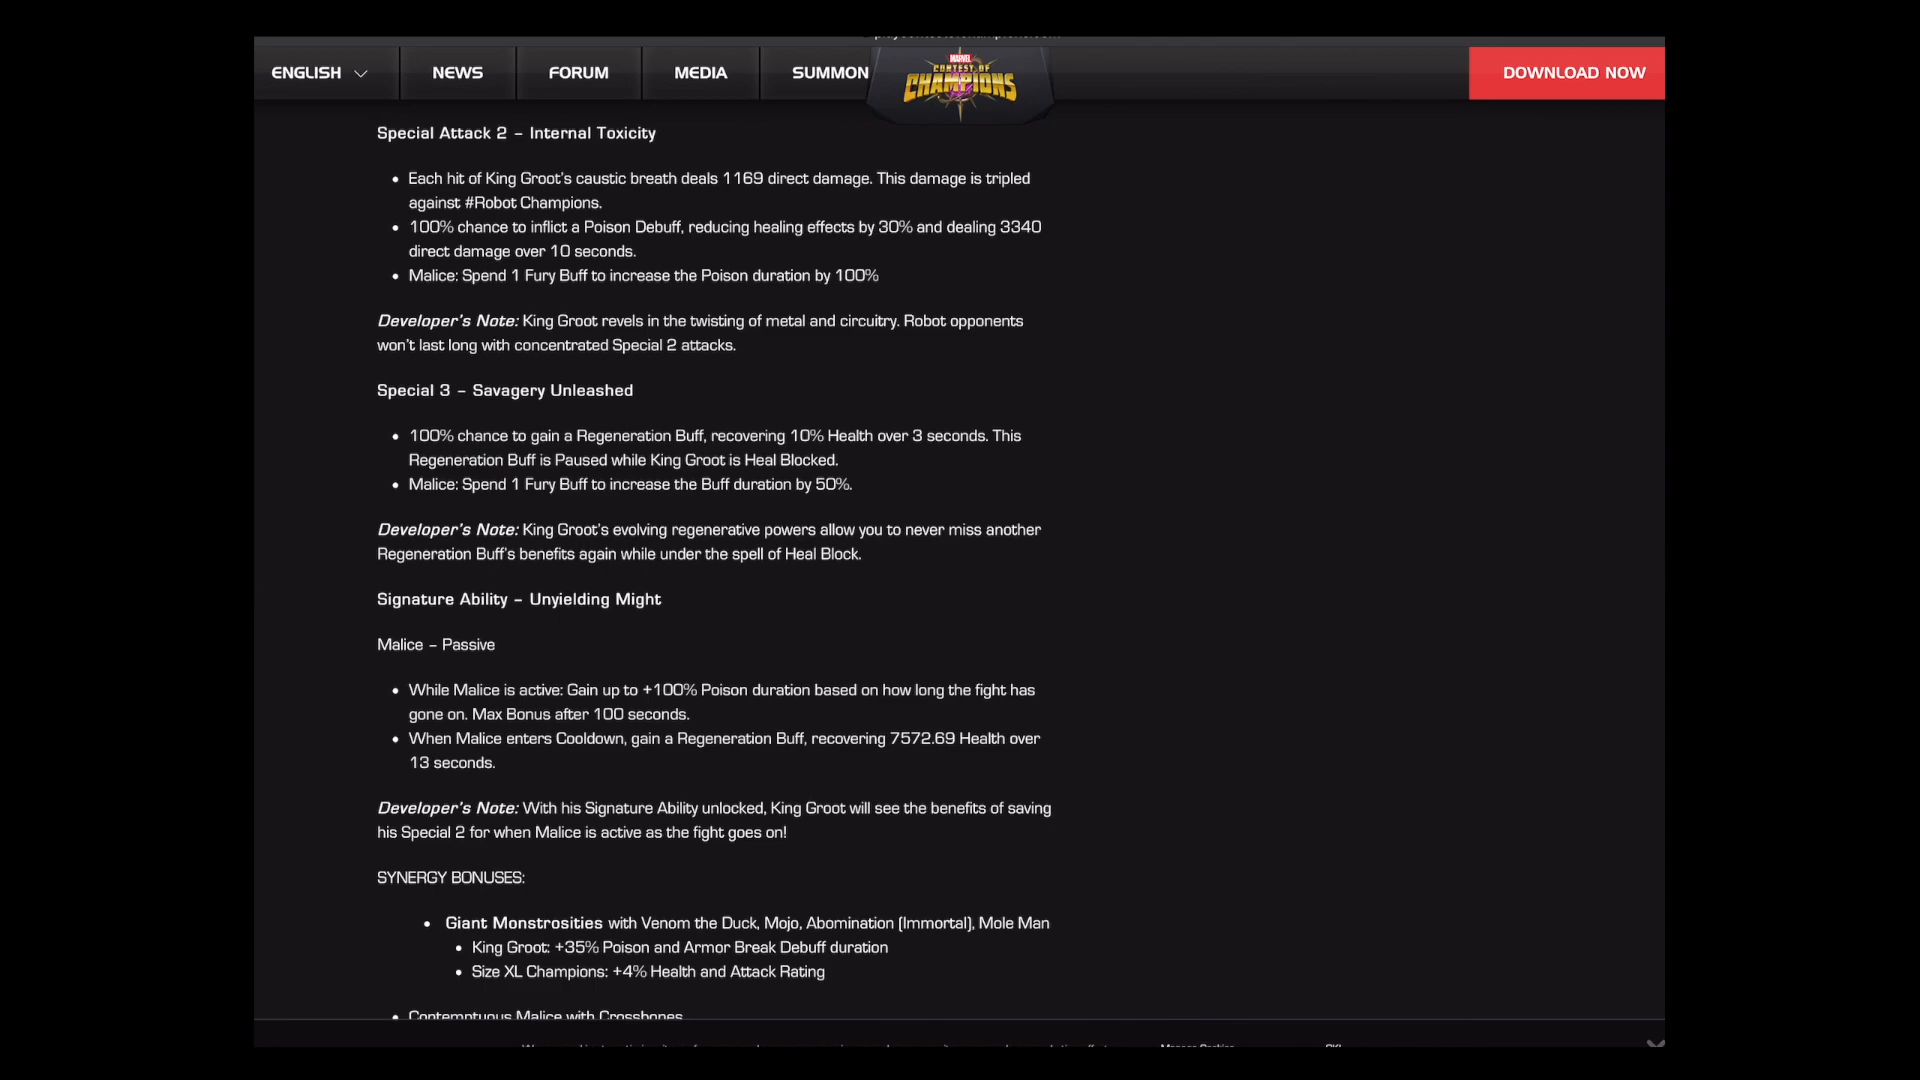 ENGLISH NEWS FORUM MEDIA SUMMON MARVEL CONTEST OF CHAMPIONS DOWNLOAD NOW
Special Attack 2 – Internal Toxicity
• Each hit of King Groot's caustic breath deals 1169 direct damage. This damage is tripled
against #Robot Champions.
• 100% chance to inflict a Poison Debuff, reducing healing effects by 30% and dealing 3340
direct damage over 10 seconds.
• Malice: Spend 1 Fury Buff to increase the Poison duration by 100%
Developer's Note: King Groot revels in the twisting of metal and circuitry. Robot opponents
won't last long with concentrated Special 2 attacks.
Special 3 – Savagery Unleashed
• 100% chance to gain a Regeneration Buff, recovering 10% Health over 3 seconds. This
Regeneration Buff is Paused while King Groot is Heal Blocked.
• Malice: Spend 1 Fury Buff to increase the Buff duration by 50%.
Developer's Note: King Groot's evolving regenerative powers allow you to never miss another
Regeneration Buff's benefits again while under the spell of Heal Block.
Signature Ability – Unyielding Might
Malice – Passive
• While Malice is active: Gain up to +100% Poison duration based on how long the fight has
gone on. Max Bonus after 100 seconds.
• When Malice enters Cooldown, gain a Regeneration Buff, recovering 7572.69 Health over
13 seconds.
Developer's Note: With his Signature Ability unlocked, King Groot will see the benefits of saving
his Special 2 for when Malice is active as the fight goes on!
SYNERGY BONUSES:
• Giant Monstrosities with Venom the Duck, Mojo, Abomination (Immortal), Mole Man
• King Groot: +35% Poison and Armor Break Debuff duration
• Size XL Champions: +4% Health and Attack Rating
• Contemptuous Malice with Crossbones